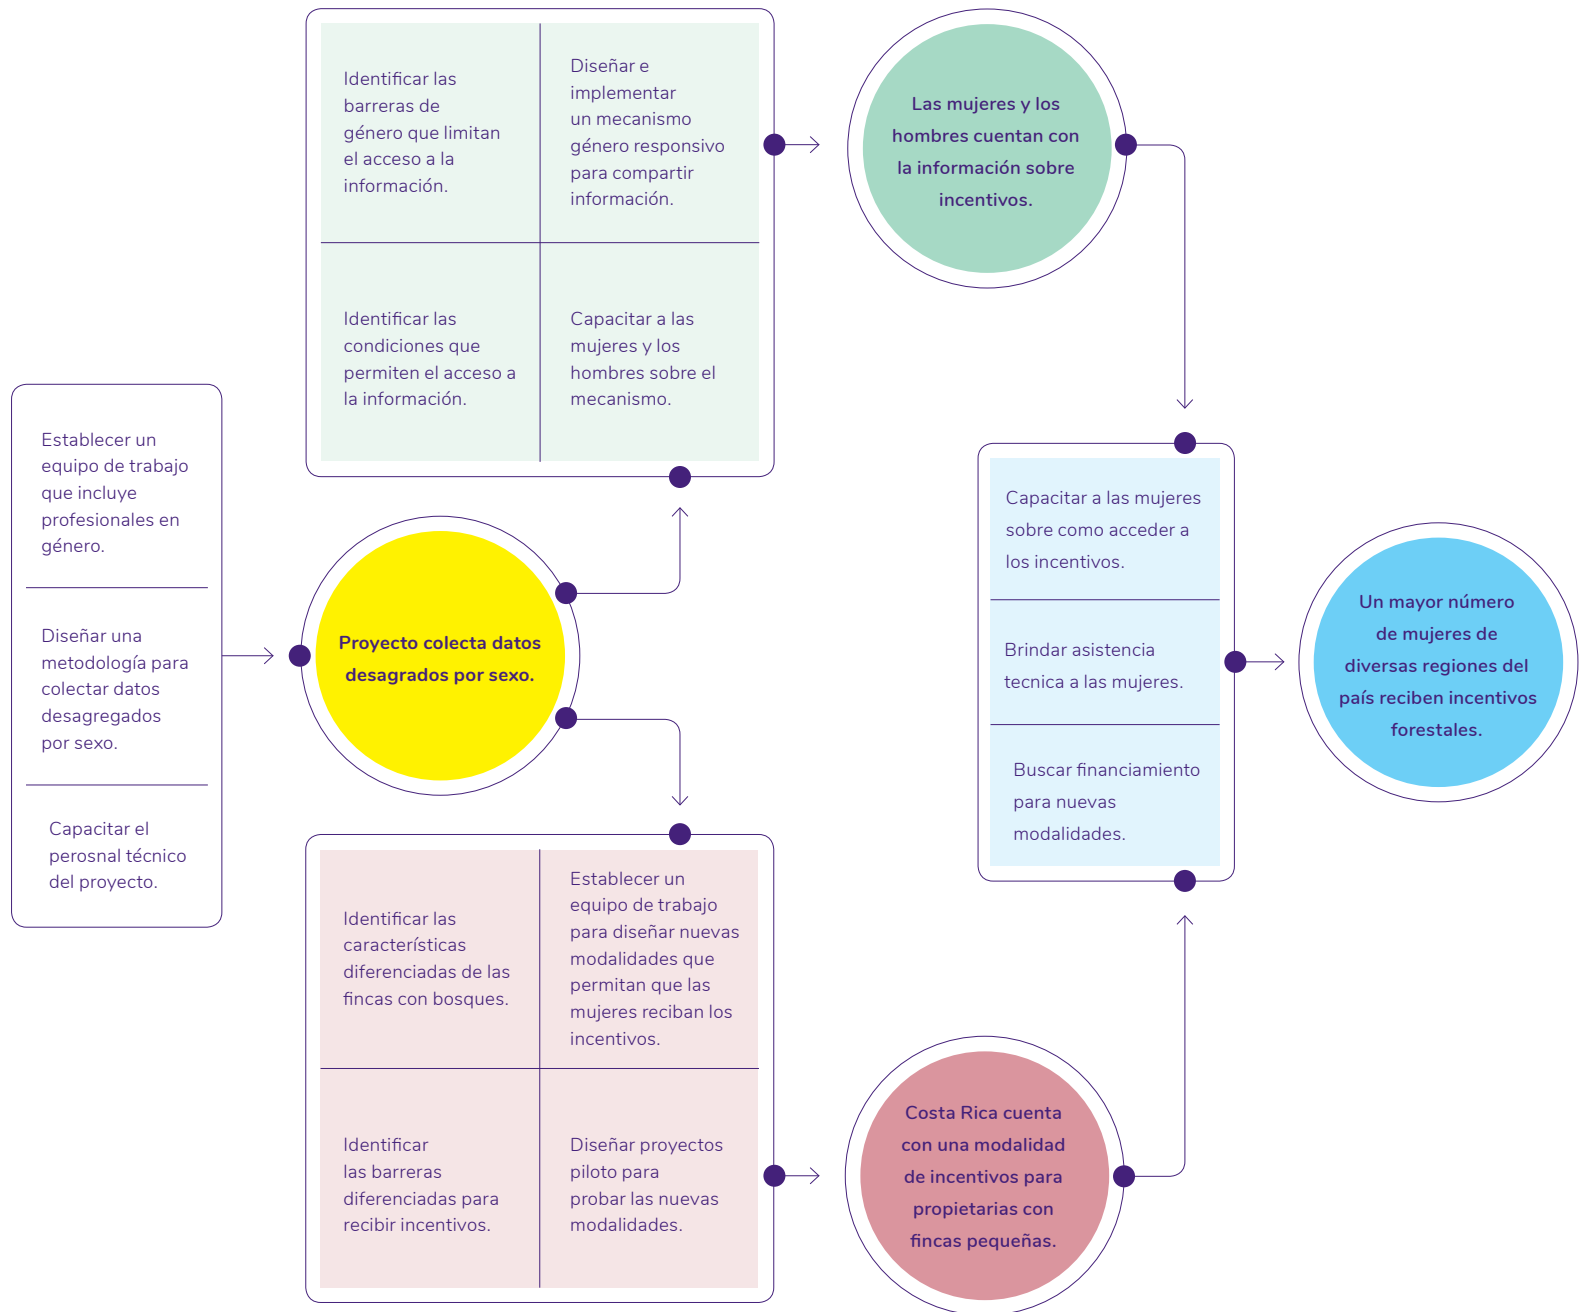 Establecer un
equipo de trabajo
que incluye
profesionales en
género.
Diseñar una
metodología para
colectar datos
desagregados
por sexo.
Capacitar el
perosnal técnico
del proyecto.
Proyecto colecta datos
desagrados por sexo.
Identificar las
barreras de
género que limitan
el acceso a la
información.
Diseñar e
implementar
un mecanismo
género responsivo
para compartir
información.
Identificar las
condiciones que
permiten el acceso a
la información.
Capacitar a las
mujeres y los
hombres sobre el
mecanismo.
Las mujeres y los
hombres cuentan con
la información sobre
incentivos.
Identificar las
características
diferenciadas de las
fincas con bosques.
Establecer un
equipo de trabajo
para diseñar nuevas
modalidades que
permitan que las
mujeres reciban los
incentivos.
Identificar
las barreras
diferenciadas para
recibir incentivos.
Diseñar proyectos
piloto para
probar las nuevas
modalidades.
Costa Rica cuenta
con una modalidad
de incentivos para
propietarias con
fincas pequeñas.
Capacitar a las mujeres
sobre como acceder a
los incentivos.
Brindar asistencia
tecnica a las mujeres.
Buscar financiamiento
para nuevas
modalidades.
Un mayor número
de mujeres de
diversas regiones del
país reciben incentivos
forestales.